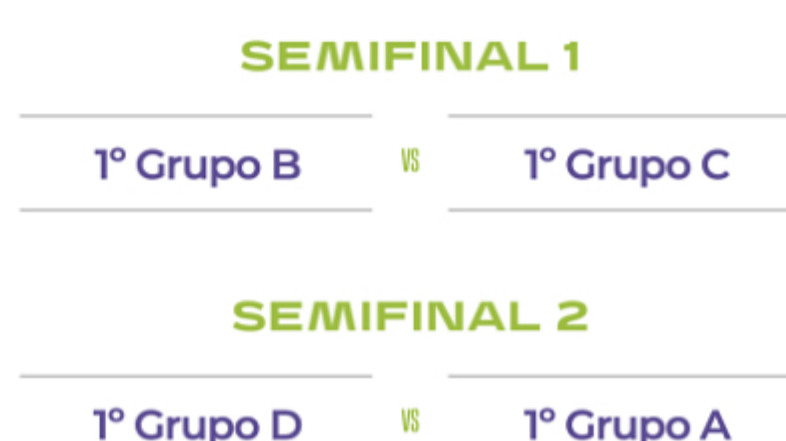 SEMIFINAL 1
1º Grupo B VS 1º Grupo C
SEMIFINAL 2
1º Grupo D VS 1º Grupo A